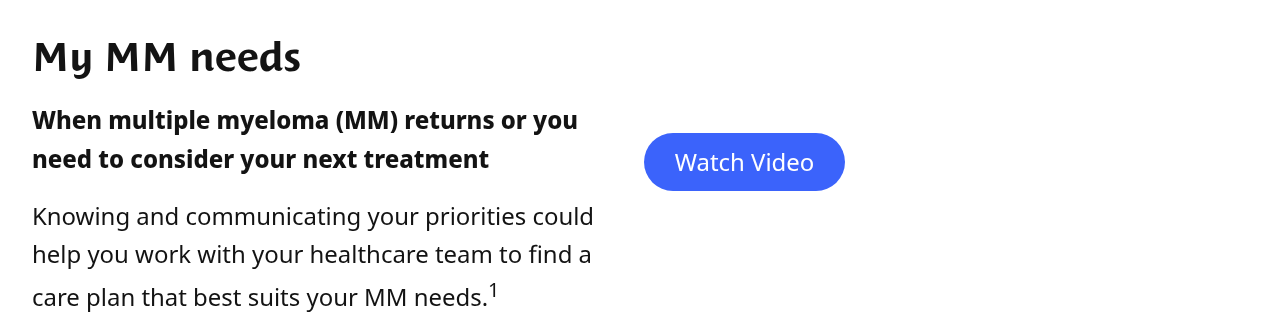 My MM needs
When multiple myeloma (MM) returns or you
need to consider your next treatment
Knowing and communicating your priorities could
help you work with your healthcare team to find a
care plan that best suits your MM needs.¹
Watch Video